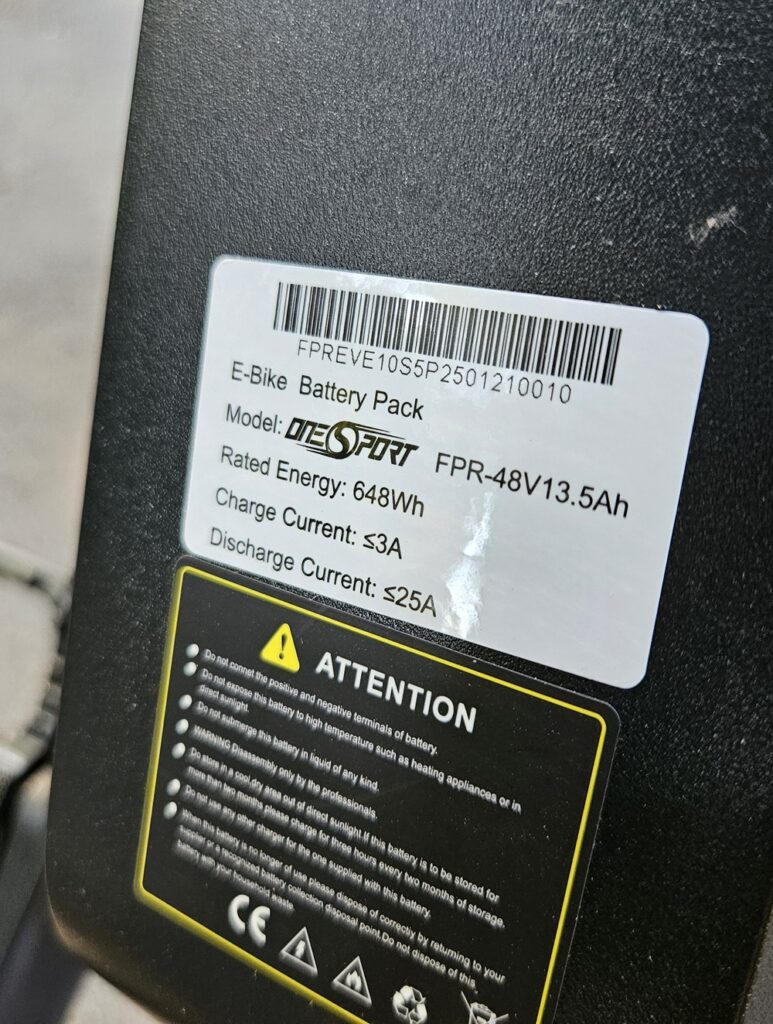 FPREVE10S5P2501210010
E-Bike Battery Pack
Model: ONESPORT FPR-48V13.5Ah
Rated Energy: 648Wh
Charge Current: ≤3A
Discharge Current: ≤25A
ATTENTION
Do not connet the positive and negative terminals of battery.
Do not expose this battery to high temperature such as heating appliances or in
direct sunlight.
Do not submerge this battery in liquid of any kind.
WARNING Disassembly only by the professionals.
Do store in a cool,dry area out of direct sunlight.If this battery is to be stored for
more than two months please charge for three hours every two months of storage.
Do not use any other charger for the one supplied with this battery.
When this battery is no longer of use please dispose of correctly by returning to your
supplier or a recognized battery collection disposal point.Do not dispose of this
battery with your household waste.
CE